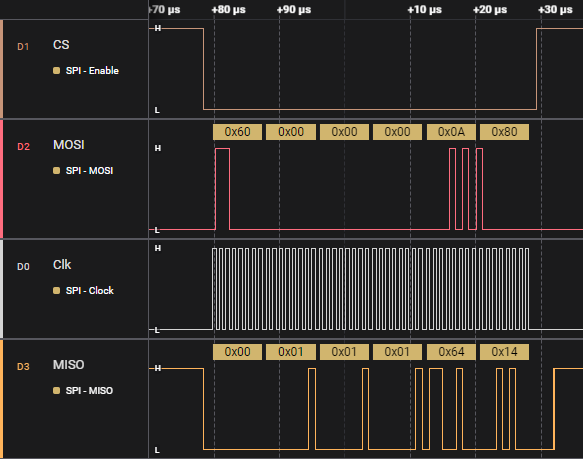 +70 µs +80 µs +90 µs +10 µs +20 µs +30 µs
D1 CS H
SPI - Enable
L
0x60 0x00 0x00 0x00 0x0A 0x80
D2 MOSI H
SPI - MOSI
L
H
D0 Clk
SPI - Clock
L
0x00 0x01 0x01 0x01 0x64 0x14
D3 MISO H
SPI - MISO
L